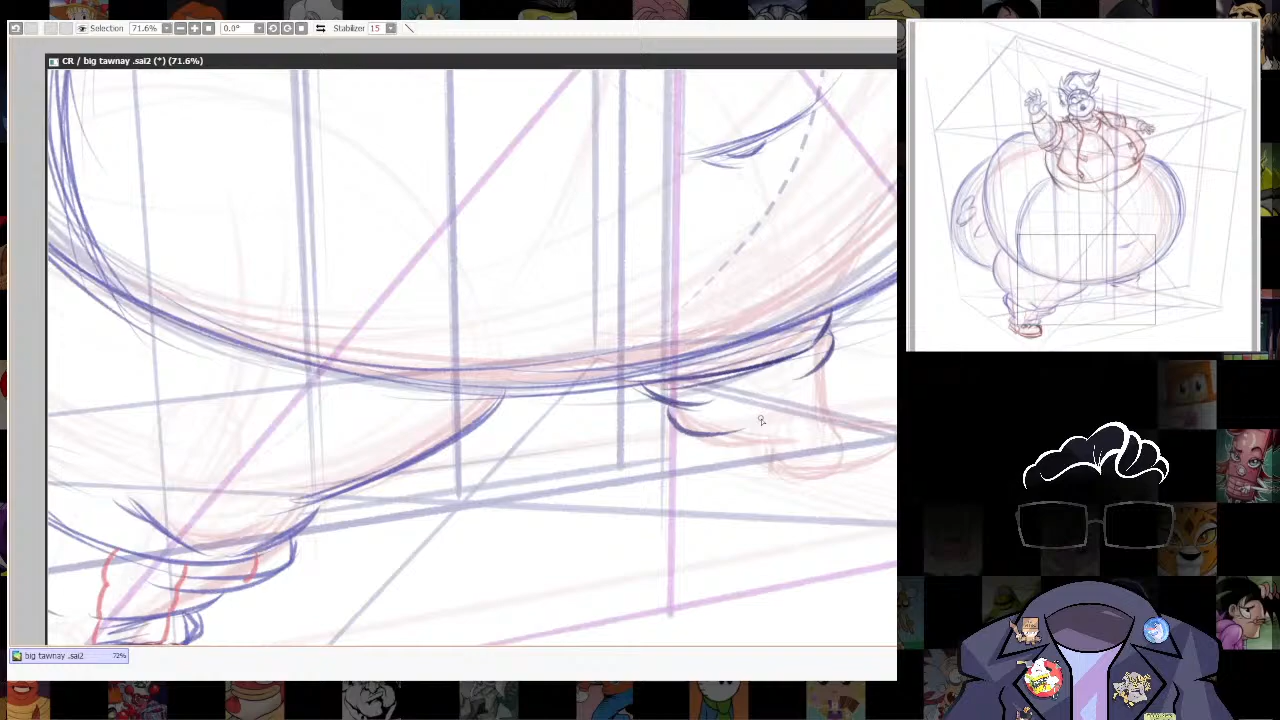 Selection 71.6% 0.0° Stabilizer 15
CR / big tawnay .sai2 (*) (71.6%)
big tawnay .sai2 72%